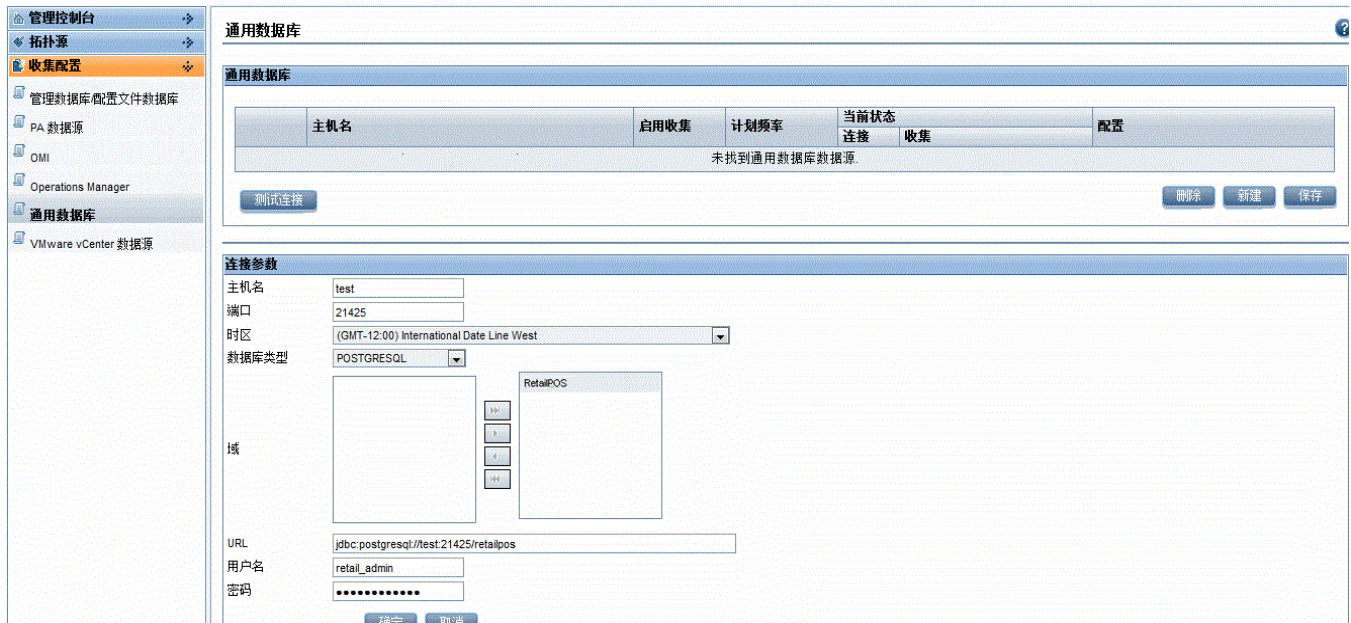 管理控制台
拓扑源
收集配置
管理数据库/配置文件数据库
PA 数据源
OMI
Operations Manager
通用数据库
VMware vCenter 数据源
通用数据库
?
通用数据库
主机名
启用收集
计划频率
当前状态
连接
收集
配置
未找到通用数据库数据源.
测试连接
删除
新建
保存
连接参数
主机名
test
端口
21425
时区
(GMT-12:00) International Date Line West
数据库类型
POSTGRESQL
域
RetailPOS
URL
jdbc:postgresql://test:21425/retailpos
用户名
retail_admin
密码
••••••••••••
确定
取消